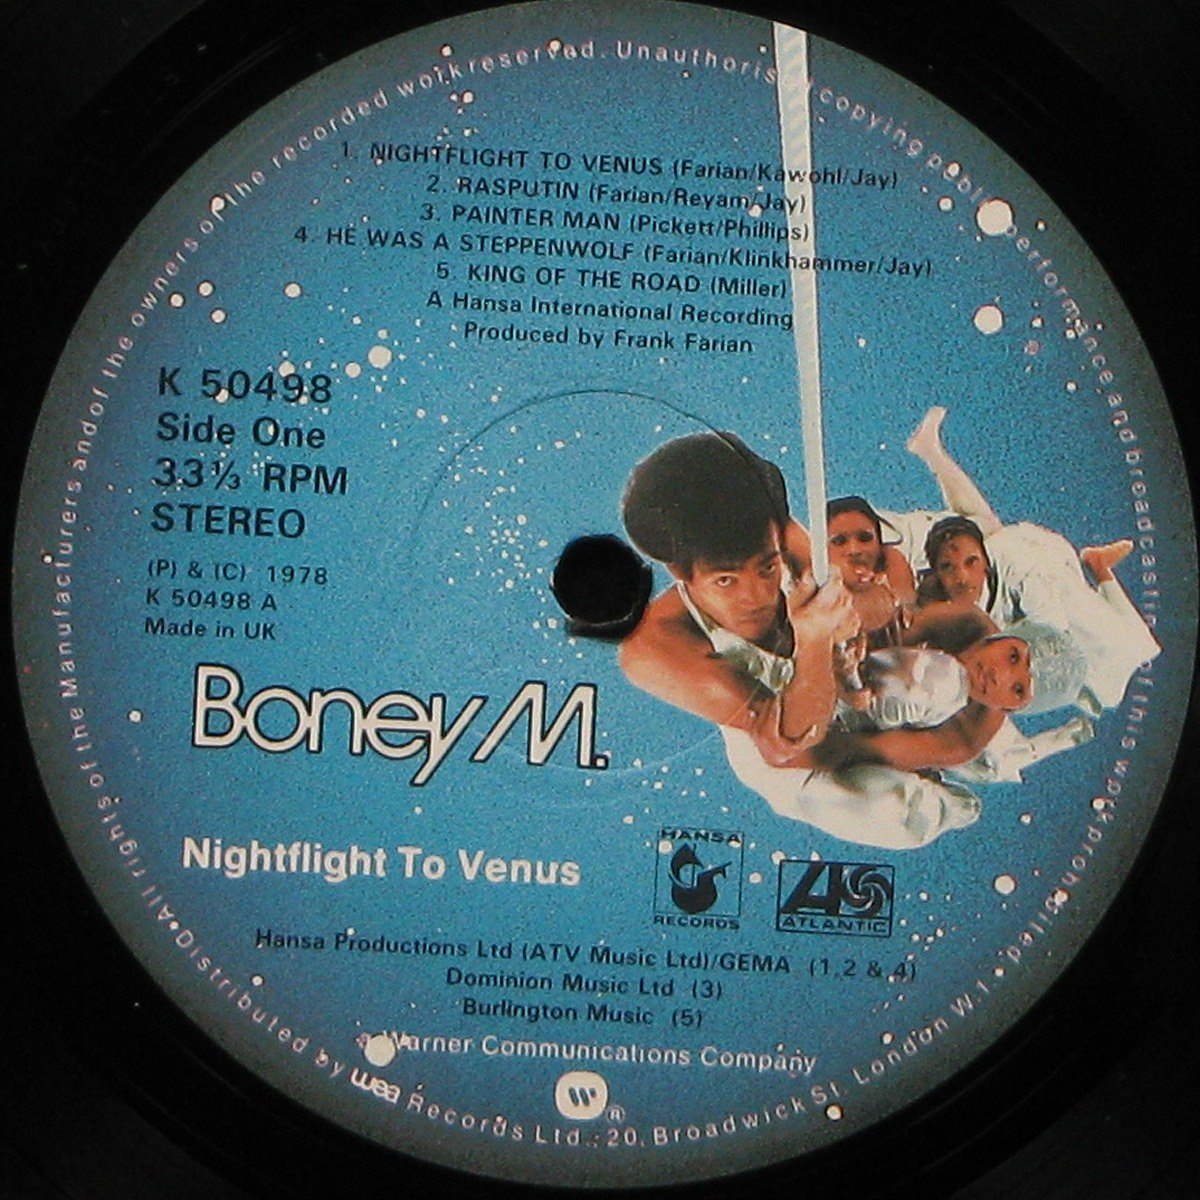 1. NIGHTFLIGHT TO VENUS (Farian/Kawohl/Jay)
2. RASPUTIN (Farian/Reyam/Jay)
3. PAINTER MAN (Pickett/Phillips)
4. HE WAS A STEPPENWOLF (Farian/Klinkhammer/Jay)
5. KING OF THE ROAD (Miller)
A Hansa International Recording
Produced by Frank Farian
K 50498
Side One
33⅓ RPM
STEREO
(P) & (C) 1978
K 50498 A
Made in UK
Boney M.
Nightflight To Venus
HANSA
RECORDS
ATLANTIC
Hansa Productions Ltd (ATV Music Ltd)/GEMA (1,2 & 4)
Dominion Music Ltd (3)
Burlington Music (5)
a Warner Communications Company
All rights of the Manufacturers and of the owners of the recorded work reserved. Unauthorised copying public performance and broadcasting of this work prohibited.
Distributed by wea Records Ltd.: 20, Broadwick St. London W.1.